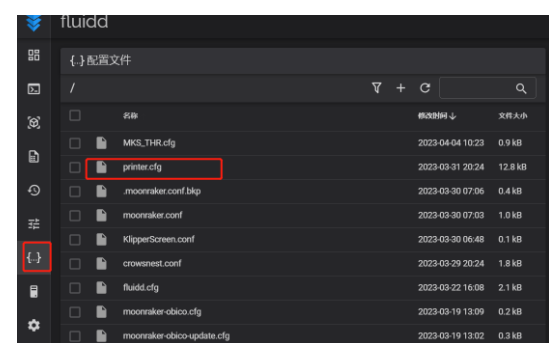 fluidd
{..} 配置文件
/
名称 修改时间 ↓ 文件大小
MKS_THR.cfg 2023-04-04 10:23 0.9 kB
printer.cfg 2023-03-31 20:24 12.8 kB
.moonraker.conf.bkp 2023-03-30 07:06 0.4 kB
moonraker.conf 2023-03-30 07:03 1.0 kB
KlipperScreen.conf 2023-03-30 06:48 0.1 kB
crowsnest.conf 2023-03-29 20:24 1.8 kB
{..}
fluidd.cfg 2023-03-22 16:08 2.1 kB
moonraker-obico.cfg 2023-03-19 13:09 0.2 kB
moonraker-obico-update.cfg 2023-03-19 13:02 0.3 kB